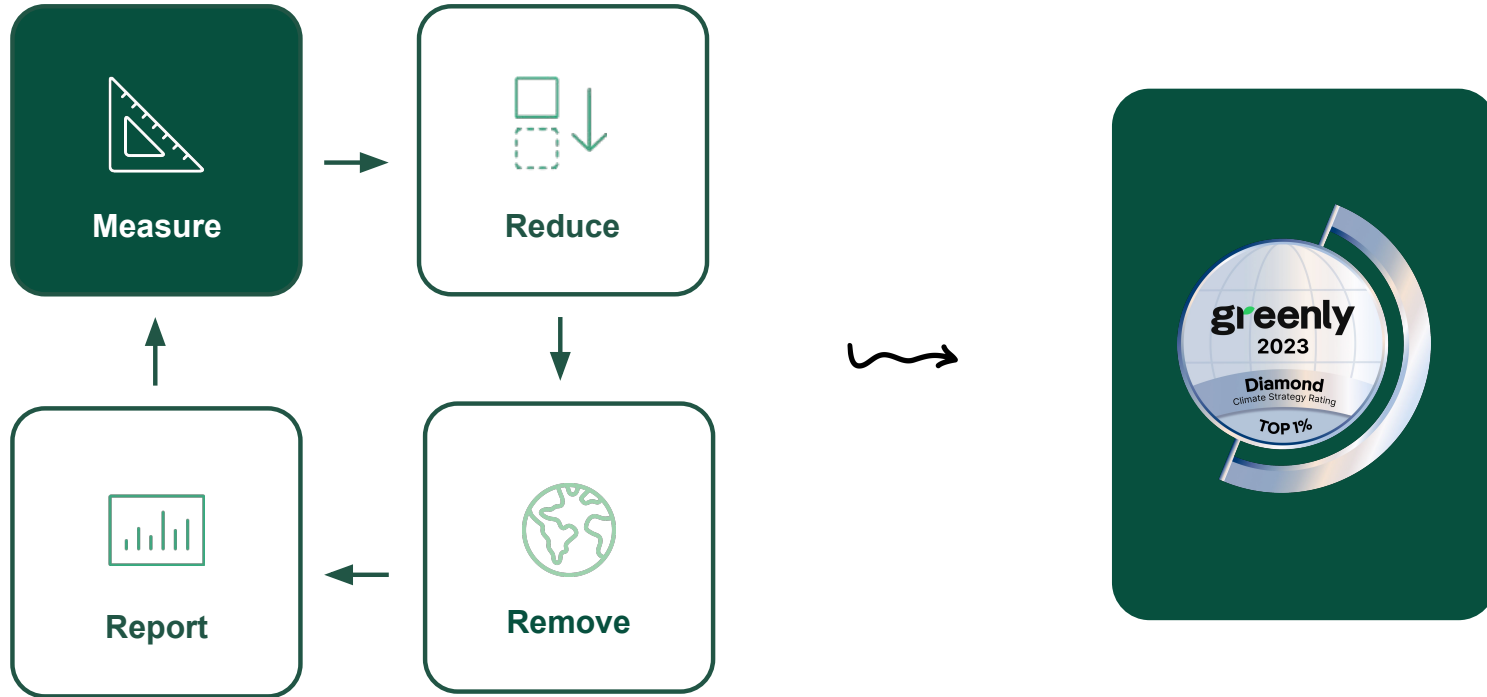 Measure
Reduce
Report
Remove
greenly
2023
Diamond
Climate Strategy Rating
TOP 1%